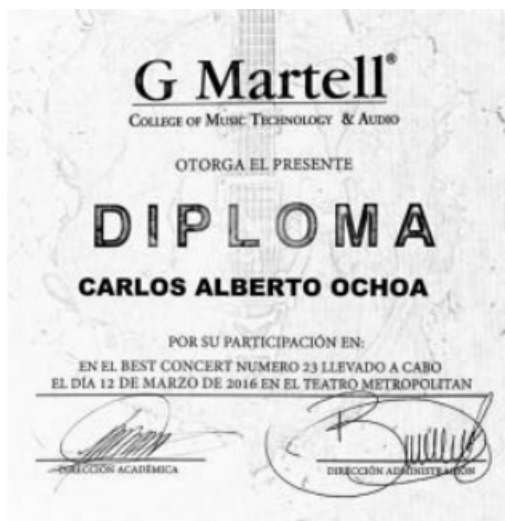 G Martell®
COLLEGE OF MUSIC TECHNOLOGY & AUDIO
OTORGA EL PRESENTE
DIPLOMA
CARLOS ALBERTO OCHOA
POR SU PARTICIPACIÓN EN:
EN EL BEST CONCERT NUMERO 23 LLEVADO A CABO
EL DÍA 12 DE MARZO DE 2016 EN EL TEATRO METROPOLITAN
DIRECCIÓN ACADÉMICA
DIRECCIÓN ADMINISTRACIÓN